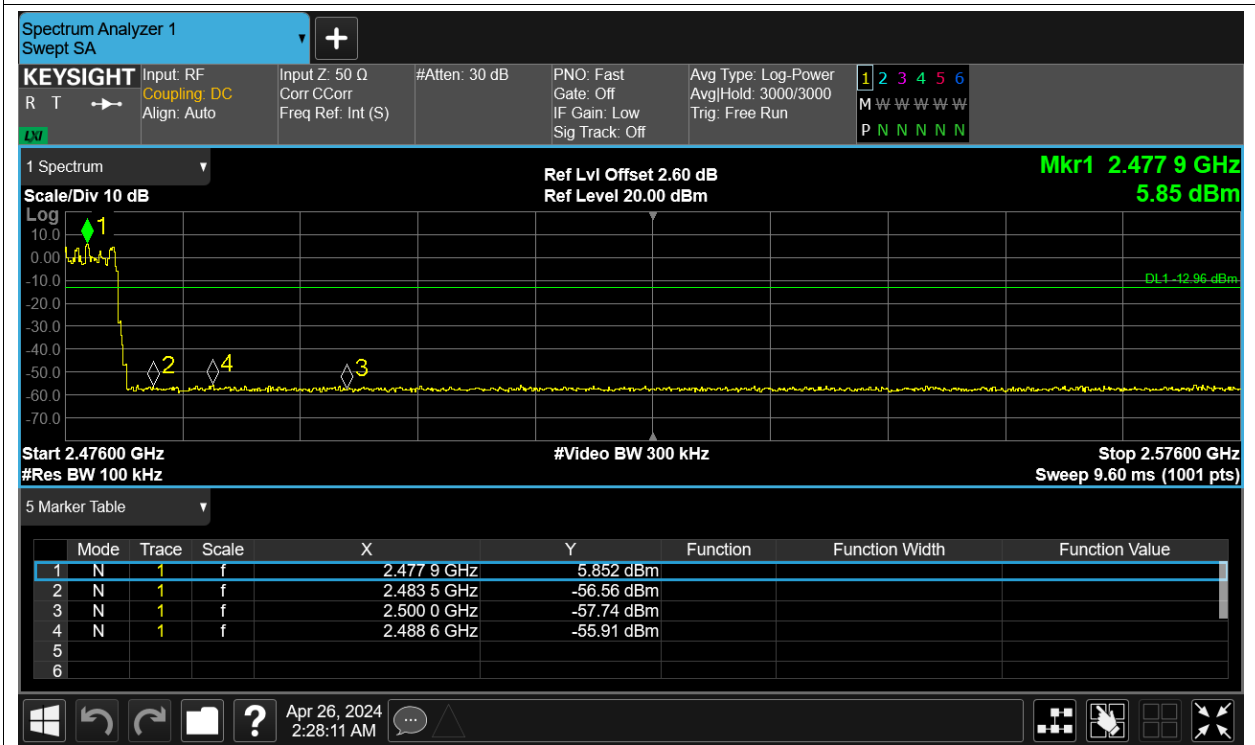 Spectrum Analyzer 1
Swept SA
KEYSIGHT
R T
LXI
Input: RF
Coupling: DC
Align: Auto
Input Z: 50 Ω
Corr CCorr
Freq Ref: Int (S)
#Atten: 30 dB
PNO: Fast
Gate: Off
IF Gain: Low
Sig Track: Off
Avg Type: Log-Power
Avg|Hold: 3000/3000
Trig: Free Run
1 2 3 4 5 6
M W W W W W
P N N N N N
1 Spectrum
Scale/Div 10 dB
Ref Lvl Offset 2.60 dB
Ref Level 20.00 dBm
Mkr1 2.477 9 GHz
5.85 dBm
Log
10.0
0.00
-10.0
-20.0
-30.0
-40.0
-50.0
-60.0
-70.0
1
2
4
3
DL1 -12.96 dBm
Start 2.47600 GHz
#Video BW 300 kHz
Stop 2.57600 GHz
#Res BW 100 kHz
Sweep 9.60 ms (1001 pts)
5 Marker Table
Mode Trace Scale X Y Function Function Width Function Value
1 N 1 f 2.477 9 GHz 5.852 dBm
2 N 1 f 2.483 5 GHz -56.56 dBm
3 N 1 f 2.500 0 GHz -57.74 dBm
4 N 1 f 2.488 6 GHz -55.91 dBm
5
6
?
Apr 26, 2024
2:28:11 AM